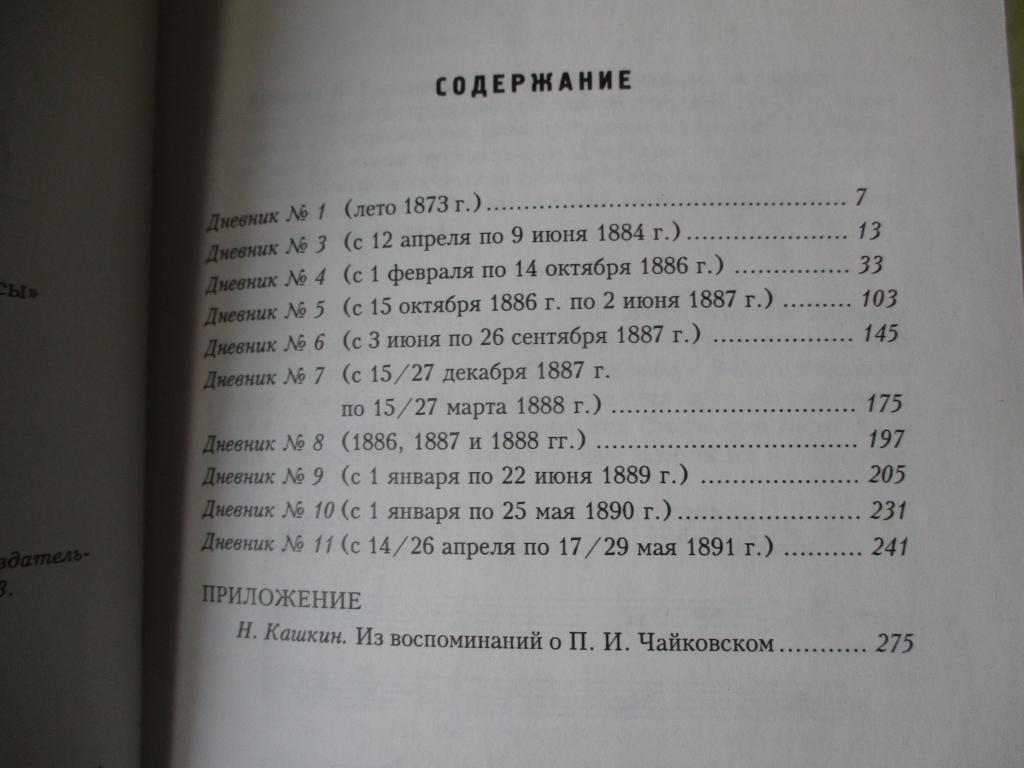 СОДЕРЖАНИЕ
Дневник № 1 (лето 1873 г.) ........ 7
Дневник № 3 (с 12 апреля по 9 июня 1884 г.) ........ 13
Дневник № 4 (с 1 февраля по 14 октября 1886 г.) ........ 33
Дневник № 5 (с 15 октября 1886 г. по 2 июня 1887 г.) ........ 103
Дневник № 6 (с 3 июня по 26 сентября 1887 г.) ........ 145
Дневник № 7 (с 15/27 декабря 1887 г.
по 15/27 марта 1888 г.) ........ 175
Дневник № 8 (1886, 1887 и 1888 гг.) ........ 197
Дневник № 9 (с 1 января по 22 июня 1889 г.) ........ 205
Дневник № 10 (с 1 января по 25 мая 1890 г.) ........ 231
Дневник № 11 (с 14/26 апреля по 17/29 мая 1891 г.) ........ 241
ПРИЛОЖЕНИЕ
Н. Кашкин. Из воспоминаний о П. И. Чайковском ........ 275
сы»
здатель-
3.